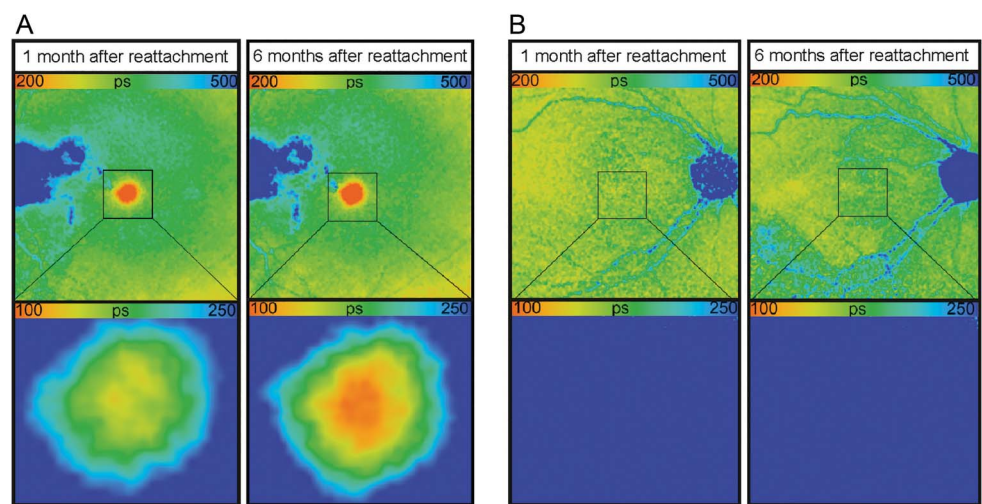 A
1 month after reattachment
6 months after reattachment
200 ps 500
200 ps 500
100 ps 250
100 ps 250
B
1 month after reattachment
6 months after reattachment
200 ps 500
200 ps 500
100 ps 250
100 ps 250